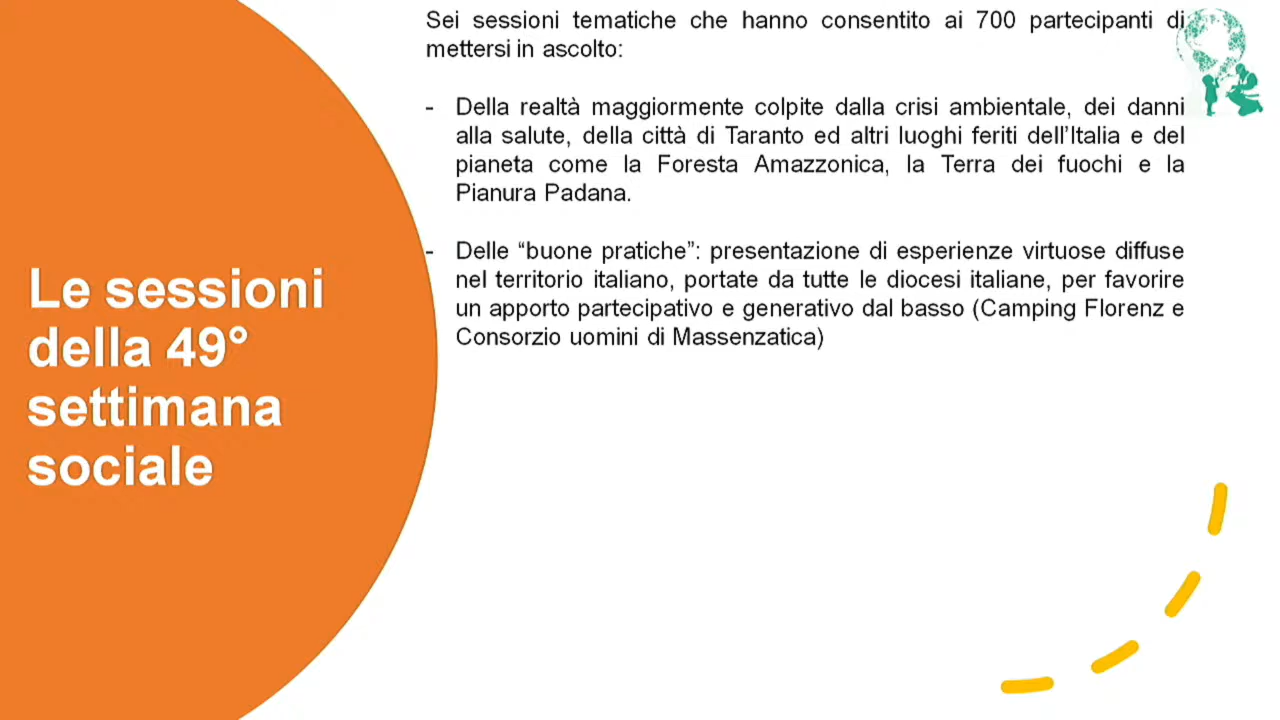 Le sessioni
della 49°
settimana
sociale
Sei sessioni tematiche che hanno consentito ai 700 partecipanti di
mettersi in ascolto:
- Della realtà maggiormente colpite dalla crisi ambientale, dei danni
alla salute, della città di Taranto ed altri luoghi feriti dell'Italia e del
pianeta come la Foresta Amazzonica, la Terra dei fuochi e la
Pianura Padana.
- Delle “buone pratiche”: presentazione di esperienze virtuose diffuse
nel territorio italiano, portate da tutte le diocesi italiane, per favorire
un apporto partecipativo e generativo dal basso (Camping Florenz e
Consorzio uomini di Massenzatica)